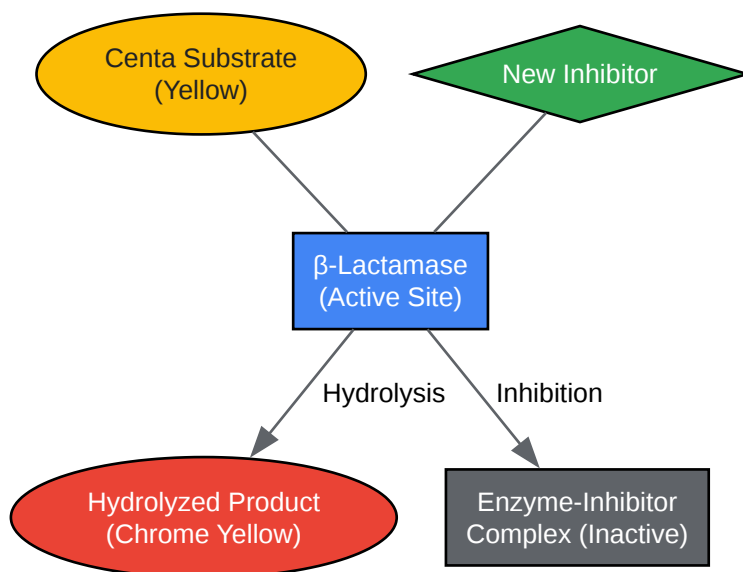 Centa Substrate
(Yellow)
New Inhibitor
β-Lactamase
(Active Site)
Hydrolysis
Inhibition
Hydrolyzed Product
(Chrome Yellow)
Enzyme-Inhibitor
Complex (Inactive)